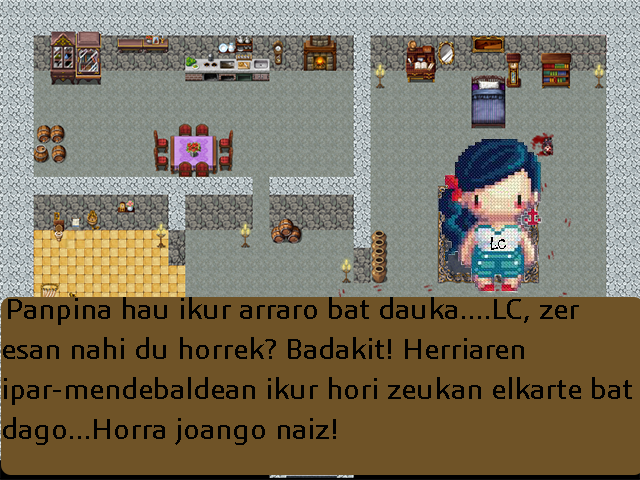 LC
Panpina hau ikur arraro bat dauka....LC, zer
esan nahi du horrek? Badakit! Herriaren
ipar-mendebaldean ikur hori zeukan elkarte bat
dago...Horra joango naiz!